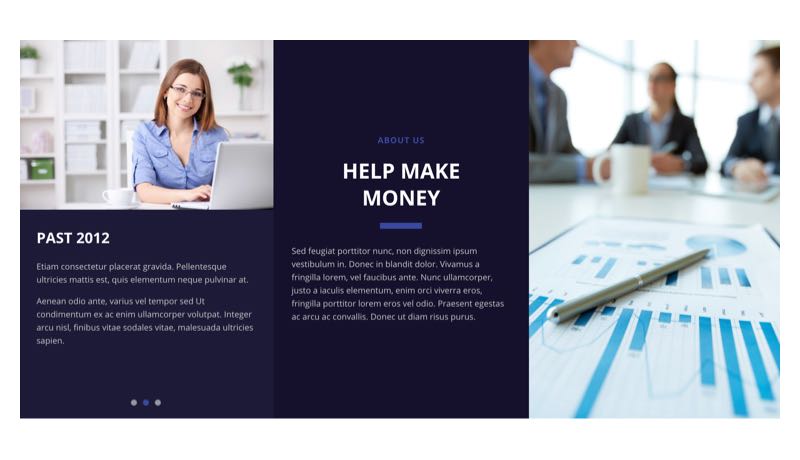 PAST 2012
Etiam consectetur placerat gravida. Pellentesque
ultricies mattis est, quis elementum neque pulvinar at.
Aenean odio ante, varius vel tempor sed Ut
condimentum ex ac enim ullamcorper volutpat. Integer
arcu nisl, finibus vitae sodales vitae, malesuada ultricies
sapien.
ABOUT US
HELP MAKE
MONEY
Sed feugiat porttitor nunc, non dignissim ipsum
vestibulum in. Donec in blandit dolor. Vivamus a
fringilla lorem, vel faucibus ante. Nunc ullamcorper,
justo a iaculis elementum, enim orci viverra eros,
fringilla porttitor lorem eros vel odio. Praesent egestas
ac arcu ac convallis. Donec ut diam risus purus.